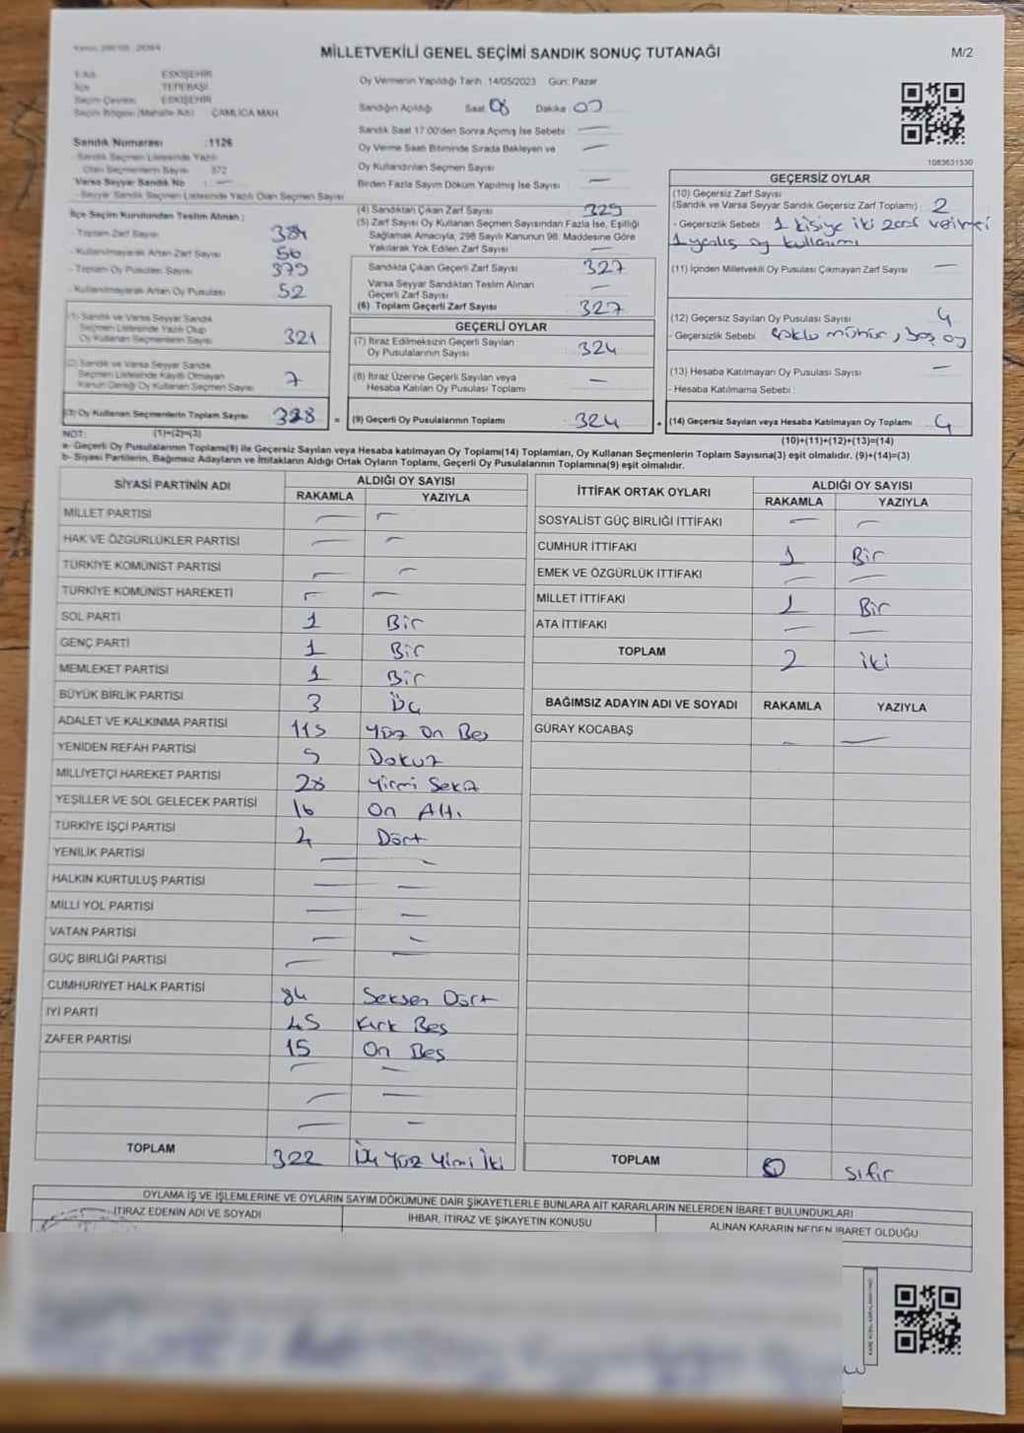 MİLLETVEKİLİ GENEL SEÇİMİ SANDIK SONUÇ TUTANAĞI
M/2
İli ESKİŞEHİR
İlçe TEPEBAŞI
Seçim Çevresi ESKİŞEHİR
Seçim Bölgesi (Mahalle Adı) ÇAMLICA MAH
Sandık Numarası :1126
Sandık Seçmen Listesinde Yazılı
Olan Seçmenlerin Sayısı 372
Varsa Seyyar Sandık No : —
Seyyar Sandık Seçmen Listesinde Yazılı Olan Seçmen Sayısı
Oy Vermenin Yapıldığı Tarih :14/05/2023 Gün: Pazar
Sandığın Açıldığı Saat 08 Dakika 00
Sandık Saat 17:00'den Sonra Açılmış İse Sebebi —
Oy Verme Saati Bitiminde Sırada Bekleyen ve —
Oy Kullandırılan Seçmen Sayısı
Birden Fazla Sayım Döküm Yapılmış İse Sayısı —
1083631530
İlçe Seçim Kurulundan Teslim Alınan :
- Toplam Zarf Sayısı 384
- Kullanılmayarak Artan Zarf Sayısı 56
- Toplam Oy Pusulası Sayısı 379
- Kullanılmayarak Artan Oy Pusulası 52
(1) Sandık ve Varsa Seyyar Sandık
Seçmen Listesinde Yazılı Olup
Oy Kullanan Seçmenlerin Sayısı 321
(2) Sandık ve Varsa Seyyar Sandık
Seçmen Listesinde Kayıtlı Olmayan
Kanun Gereği Oy Kullanan Seçmen Sayısı 7
(3) Oy Kullanan Seçmenlerin Toplam Sayısı 328 =
(1)+(2)=(3)
(4) Sandıktan Çıkan Zarf Sayısı 329
(5) Zarf Sayısı Oy Kullanan Seçmen Sayısından Fazla İse, Eşitliği
Sağlamak Amacıyla, 298 Sayılı Kanunun 98. Maddesine Göre
Yakılarak Yok Edilen Zarf Sayısı —
Sandıkta Çıkan Geçerli Zarf Sayısı 327
Varsa Seyyar Sandıktan Teslim Alınan
Geçerli Zarf Sayısı —
(6) Toplam Geçerli Zarf Sayısı 327
GEÇERLİ OYLAR
(7) İtiraz Edilmeksizin Geçerli Sayılan
Oy Pusulalarının Sayısı 324
(8) İtiraz Üzerine Geçerli Sayılan veya
Hesaba Katılan Oy Pusulası Toplamı —
(9) Geçerli Oy Pusulalarının Toplamı 324 +
GEÇERSİZ OYLAR
(10) Geçersiz Zarf Sayısı
(Sandık ve Varsa Seyyar Sandık Geçersiz Zarf Toplamı) 2
- Geçersizlik Sebebi 1 kişiye iki zarf verilmesi
1 yanlış oy kullanımı
(11) İçinden Milletvekili Oy Pusulası Çıkmayan Zarf Sayısı —
(12) Geçersiz Sayılan Oy Pusulası Sayısı 4
- Geçersizlik Sebebi mühür, boş oy
(13) Hesaba Katılmayan Oy Pusulası Sayısı —
- Hesaba Katılmama Sebebi :
(14) Geçersiz Sayılan veya Hesaba Katılmayan Oy Toplamı 4
(10)+(11)+(12)+(13)=(14)
NOT:
a- Geçerli Oy Pusulalarının Toplamı(9) ile Geçersiz Sayılan veya Hesaba katılmayan Oy Toplamı(14) Toplamları, Oy Kullanan Seçmenlerin Toplam Sayısına(3) eşit olmalıdır. (9)+(14)=(3)
b- Siyasi Partilerin, Bağımsız Adayların ve İttifakların Aldığı Ortak Oyların Toplamı, Geçerli Oy Pusulalarının Toplamına(9) eşit olmalıdır.
SİYASİ PARTİNİN ADI
ALDIĞI OY SAYISI
RAKAMLA YAZIYLA
MİLLET PARTİSİ — —
HAK VE ÖZGÜRLÜKLER PARTİSİ — —
TÜRKİYE KOMÜNİST PARTİSİ — —
TÜRKİYE KOMÜNİST HAREKETİ — —
SOL PARTİ 1 Bir
GENÇ PARTİ 1 Bir
MEMLEKET PARTİSİ 1 Bir
BÜYÜK BİRLİK PARTİSİ 3 Üç
ADALET VE KALKINMA PARTİSİ 115 Yüz On Beş
YENİDEN REFAH PARTİSİ 9 Dokuz
MİLLİYETÇİ HAREKET PARTİSİ 28 Yirmi Sekiz
YEŞİLLER VE SOL GELECEK PARTİSİ 16 On Altı
TÜRKİYE İŞÇİ PARTİSİ 4 Dört
YENİLİK PARTİSİ — —
HALKIN KURTULUŞ PARTİSİ — —
MİLLİ YOL PARTİSİ — —
VATAN PARTİSİ — —
GÜÇ BİRLİĞİ PARTİSİ — —
CUMHURİYET HALK PARTİSİ 84 Seksen Dört
İYİ PARTİ 45 Kırk Beş
ZAFER PARTİSİ 15 On Beş
— —
— —
— —
TOPLAM 322 Üç Yüz Yirmi İki
İTTİFAK ORTAK OYLARI
ALDIĞI OY SAYISI
RAKAMLA YAZIYLA
SOSYALİST GÜÇ BİRLİĞİ İTTİFAKI — —
CUMHUR İTTİFAKI 1 Bir
EMEK VE ÖZGÜRLÜK İTTİFAKI — —
MİLLET İTTİFAKI 1 Bir
ATA İTTİFAKI — —
TOPLAM 2 iki
BAĞIMSIZ ADAYIN ADI VE SOYADI RAKAMLA YAZIYLA
GÜRAY KOCABAŞ — —
TOPLAM 0 sıfır
OYLAMA İŞ VE İŞLEMLERİNE VE OYLARIN SAYIM DÖKÜMÜNE DAİR ŞİKAYETLERLE BUNLARA AİT KARARLARIN NELERDEN İBARET BULUNDUKLARI
İTİRAZ EDENİN ADI VE SOYADI
İHBAR, İTİRAZ VE ŞİKAYETİN KONUSU
ALINAN KARARIN NEDEN İBARET OLDUĞU